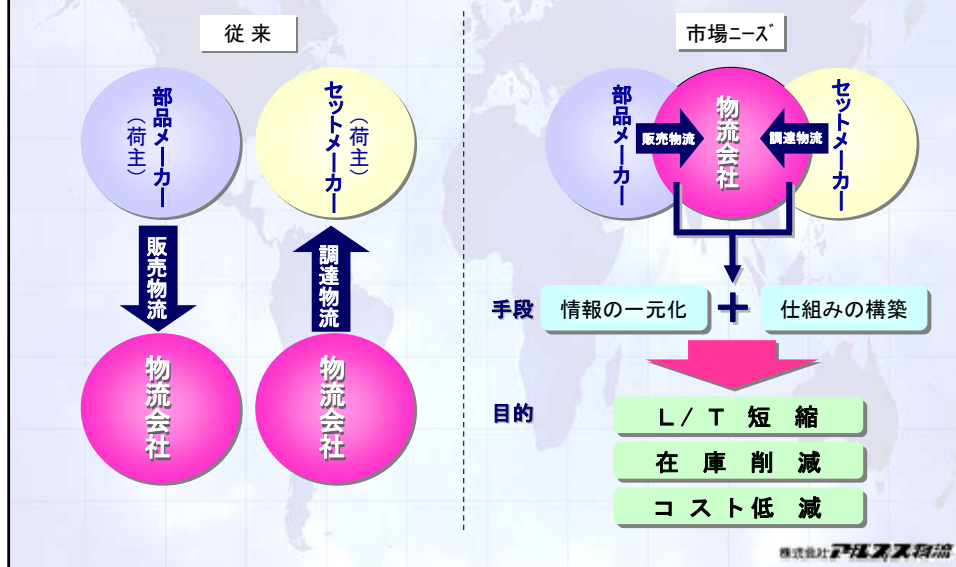 従 来
部品メーカー
（荷主）
セットメーカー
（荷主）
販売物流
調達物流
物流会社
物流会社
市場ニーズ
部品メーカー
販売物流
物流会社
調達物流
セットメーカー
手段
情報の一元化
＋
仕組みの構築
目的
Ｌ/ Ｔ 短 縮
在 庫 削 減
コ ス ト 低 減
株式会社アルプス物流